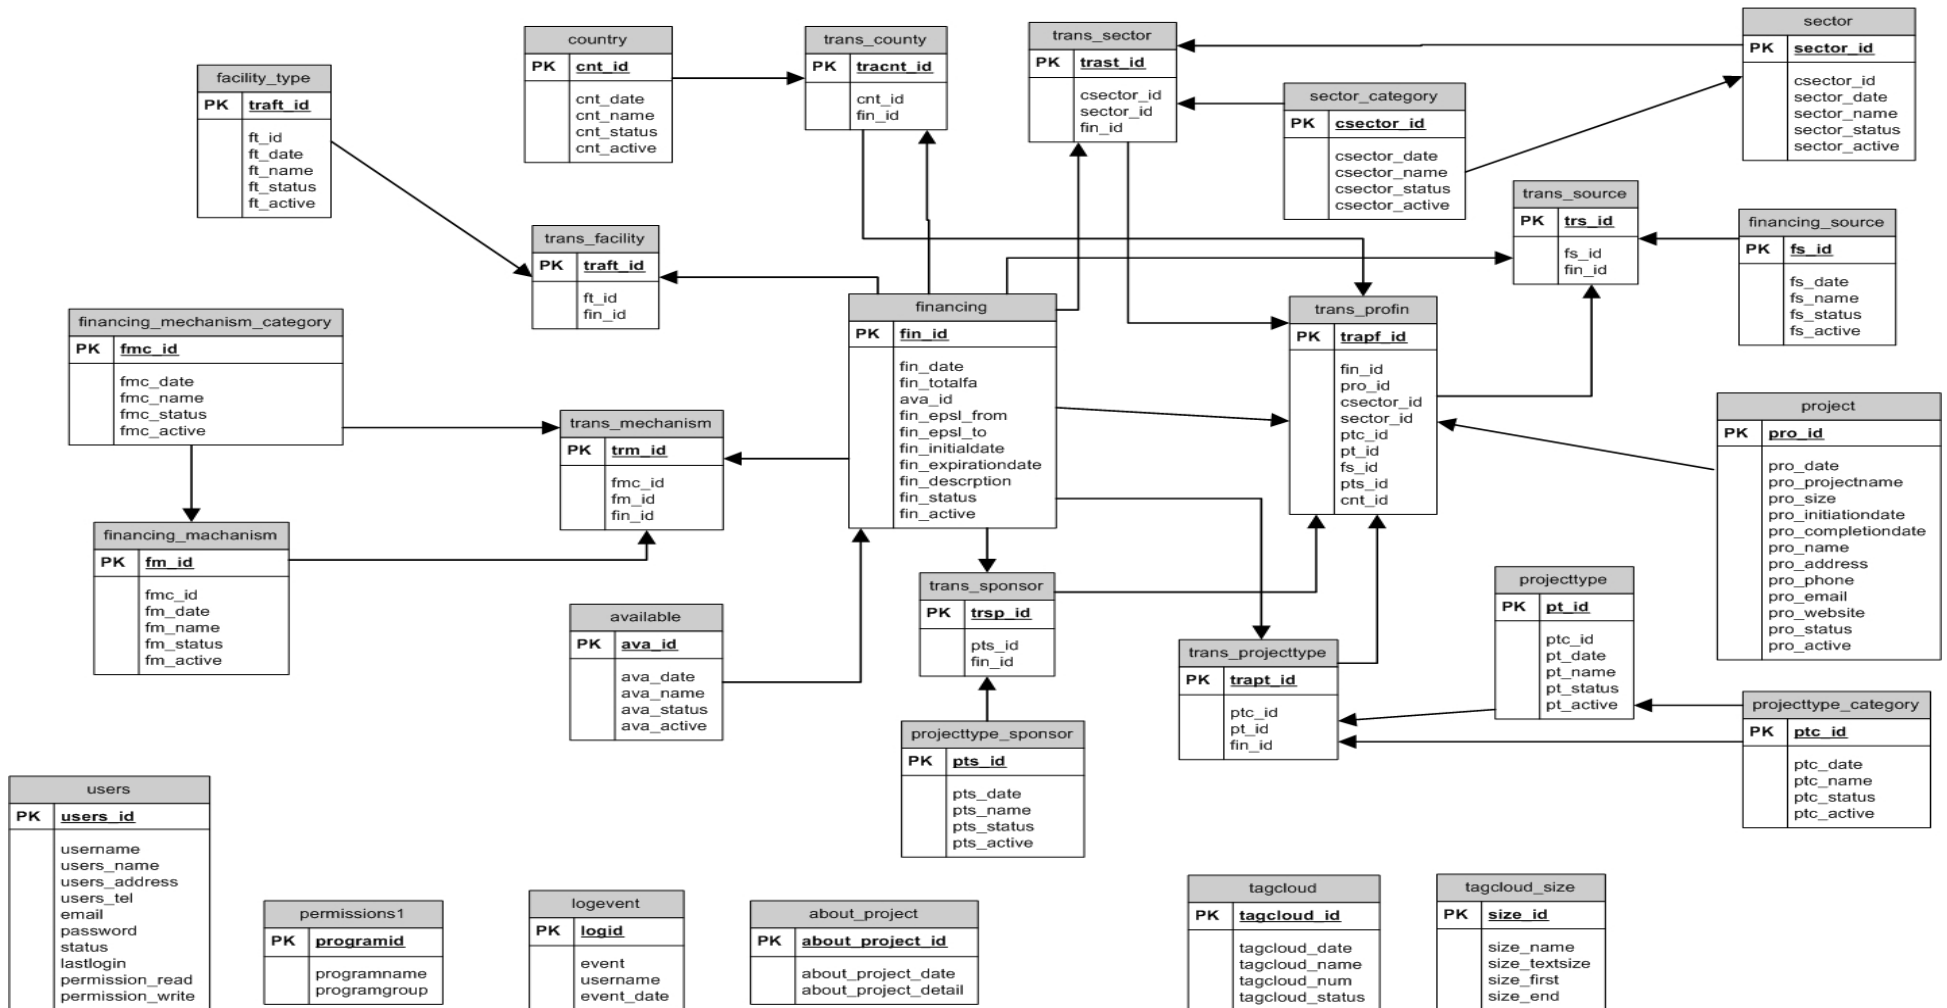 facility_type
PK traft_id
ft_id
ft_date
ft_name
ft_status
ft_active
country
PK cnt_id
cnt_date
cnt_name
cnt_status
cnt_active
trans_county
PK tracnt_id
cnt_id
fin_id
trans_sector
PK trast_id
csector_id
sector_id
fin_id
sector_category
PK csector_id
csector_date
csector_name
csector_status
csector_active
sector
PK sector_id
csector_id
sector_date
sector_name
sector_status
sector_active
trans_source
PK trs_id
fs_id
fin_id
financing_source
PK fs_id
fs_date
fs_name
fs_status
fs_active
trans_facility
PK traft_id
ft_id
fin_id
financing_mechanism_category
PK fmc_id
fmc_date
fmc_name
fmc_status
fmc_active
trans_mechanism
PK trm_id
fmc_id
fm_id
fin_id
financing
PK fin_id
fin_date
fin_totalfa
ava_id
fin_epsl_from
fin_epsl_to
fin_initialdate
fin_expirationdate
fin_descrption
fin_status
fin_active
trans_profin
PK trapf_id
fin_id
pro_id
csector_id
sector_id
ptc_id
pt_id
fs_id
pts_id
cnt_id
project
PK pro_id
pro_date
pro_projectname
pro_size
pro_initiationdate
pro_completiondate
pro_name
pro_address
pro_phone
pro_email
pro_website
pro_status
pro_active
financing_machanism
PK fm_id
fmc_id
fm_date
fm_name
fm_status
fm_active
available
PK ava_id
ava_date
ava_name
ava_status
ava_active
trans_sponsor
PK trsp_id
pts_id
fin_id
trans_projecttype
PK trapt_id
ptc_id
pt_id
fin_id
projecttype
PK pt_id
ptc_id
pt_date
pt_name
pt_status
pt_active
projecttype_category
PK ptc_id
ptc_date
ptc_name
ptc_status
ptc_active
projecttype_sponsor
PK pts_id
pts_date
pts_name
pts_status
pts_active
users
PK users_id
username
users_name
users_address
users_tel
email
password
status
lastlogin
permission_read
permission_write
permissions1
PK programid
programname
programgroup
logevent
PK logid
event
username
event_date
about_project
PK about_project_id
about_project_date
about_project_detail
tagcloud
PK tagcloud_id
tagcloud_date
tagcloud_name
tagcloud_num
tagcloud_status
tagcloud_size
PK size_id
size_name
size_textsize
size_first
size_end